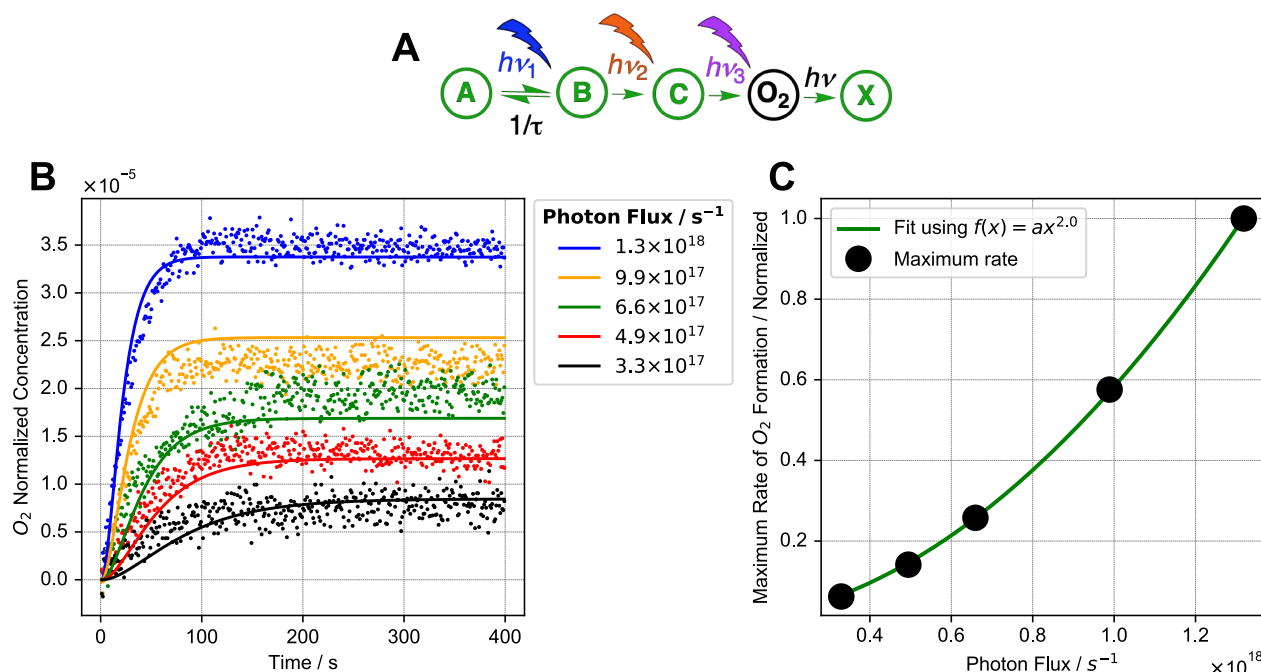 A
hν₁
hν₂
hν₃
A
B
C
O₂
hν
X
1/τ
B
×10⁻⁵
O₂ Normalized Concentration
3.5
3.0
2.5
2.0
1.5
1.0
0.5
0.0
0
100
200
300
400
Time / s
Photon Flux / s⁻¹
1.3×10¹⁸
9.9×10¹⁷
6.6×10¹⁷
4.9×10¹⁷
3.3×10¹⁷
C
Maximum Rate of O₂ Formation / Normalized
Fit using f(x) = ax²·⁰
Maximum rate
1.0
0.8
0.6
0.4
0.2
0.4
0.6
0.8
1.0
1.2
Photon Flux / s⁻¹
×10¹⁸